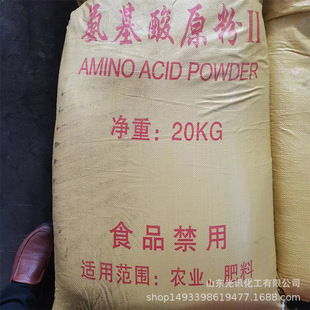 氨基酸原粉II
AMINO ACID POWDER
净重：20KG
食品禁用
适用范围：农业、肥料
山东光讯化工有限公司
shop1493398619477.1688.com